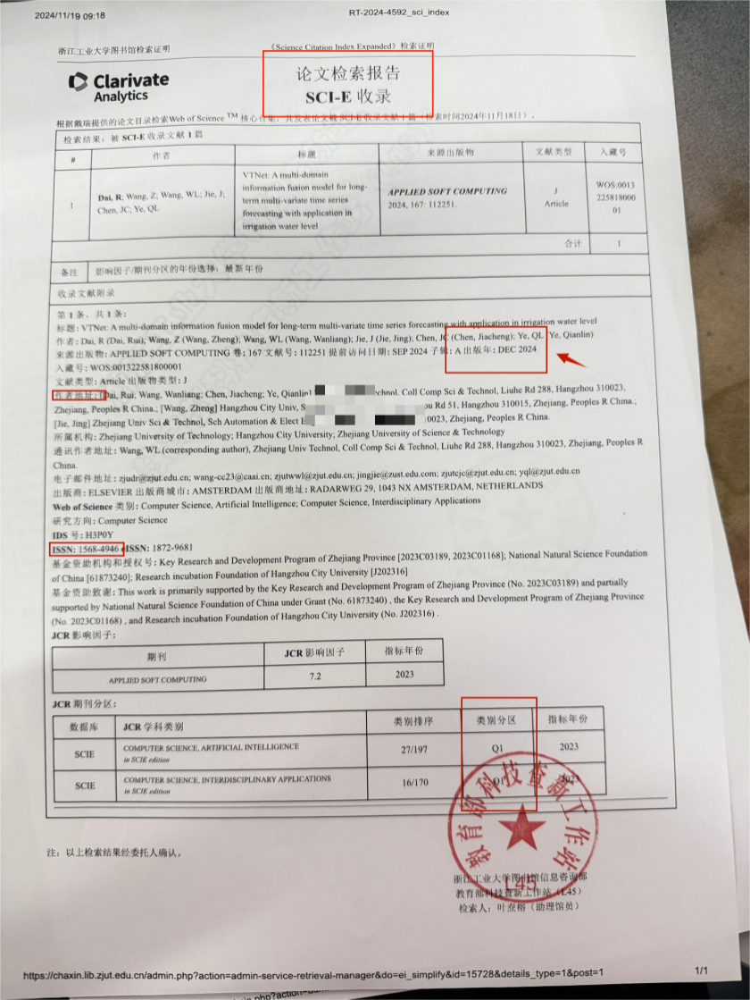 2024/11/19 09:18
RT-2024-4592_sci_index
浙江工业大学图书馆检索证明
《Science Citation Index Expanded》检索证明
Clarivate
Analytics
论文检索报告
SCI-E 收录
根据戴瑞提供的论文目录检索Web of Science TM 核心合集，共发表论文被 SCI-E 收录文献 1 篇（检索时间2024年11月18日）。
检索结果：被 SCI-E 收录文献 1 篇
# 作者 标题 来源出版物 文献类型 入藏号
1
Dai, R; Wang, Z; Wang, WL; Jie, J;
Chen, JC; Ye, QL
VTNet: A multi-domain
information fusion model for long-
term multi-variate time series
forecasting with application in
irrigation water level
APPLIED SOFT COMPUTING
2024, 167: 112251.
J
Article
WOS:0013
225818000
01
合计 1
备注 影响因子/期刊分区的年份选择：最新年份
收录文献附录
第 1 条，共 1 条：
标题: VTNet: A multi-domain information fusion model for long-term multi-variate time series forecasting with application in irrigation water level
作者: Dai, R (Dai, Rui); Wang, Z (Wang, Zheng); Wang, WL (Wang, Wanliang); Jie, J (Jie, Jing); Chen, JC (Chen, Jiacheng); Ye, QL (Ye, Qianlin)
来源出版物: APPLIED SOFT COMPUTING 卷: 167 文献号: 112251 提前访问日期: SEP 2024 子辑: A 出版年: DEC 2024
入藏号: WOS:001322581800001
文献类型: Article 出版物类型: J
作者地址: [Dai, Rui; Wang, Wanliang; Chen, Jiacheng; Ye, Qianlin] echnol, Coll Comp Sci & Technol, Liuhe Rd 288, Hangzhou 310023,
Zhejiang, Peoples R China.; [Wang, Zheng] Hangzhou City Univ, S ou Rd 51, Hangzhou 310015, Zhejiang, Peoples R China.;
[Jie, Jing] Zhejiang Univ Sci & Technol, Sch Automation & Elect 0023, Zhejiang, Peoples R China.
所属机构: Zhejiang University of Technology; Hangzhou City University; Zhejiang University of Science & Technology
通讯作者地址: Wang, WL (corresponding author), Zhejiang Univ Technol, Coll Comp Sci & Technol, Liuhe Rd 288, Hangzhou 310023, Zhejiang, Peoples R
China.
电子邮件地址: zjudr@zjut.edu.cn; wang-cc23@caai.cn; zjutwwl@zjut.edu.cn; jingjie@zust.edu.com; zjutcjc@zjut.edu.cn; yql@zjut.edu.cn
出版商: ELSEVIER 出版商城市: AMSTERDAM 出版商地址: RADARWEG 29, 1043 NX AMSTERDAM, NETHERLANDS
Web of Science 类别: Computer Science, Artificial Intelligence; Computer Science, Interdisciplinary Applications
研究方向: Computer Science
IDS 号: H3P0Y
ISSN: 1568-4946 eISSN: 1872-9681
基金资助机构和授权号: Key Research and Development Program of Zhejiang Province [2023C03189, 2023C01168]; National Natural Science Foundation
of China [61873240]; Research incubation Foundation of Hangzhou City University [J202316]
基金资助致谢: This work is primarily supported by the Key Research and Development Program of Zhejiang Province (No. 2023C03189) and partially
supported by National Natural Science Foundation of China under Grant (No. 61873240) , the Key Research and Development Program of Zhejiang Province
(No. 2023C01168) , and Research incubation Foundation of Hangzhou City University (No. J202316) .
JCR 影响因子:
期刊 JCR 影响因子 指标年份
APPLIED SOFT COMPUTING 7.2 2023
JCR 期刊分区:
数据库 JCR 学科类别 类别排序 类别分区 指标年份
SCIE COMPUTER SCIENCE, ARTIFICIAL INTELLIGENCE 27/197 Q1 2023
in SCIE edition
SCIE COMPUTER SCIENCE, INTERDISCIPLINARY APPLICATIONS 16/170 Q1 2023
in SCIE edition
教育部科技查新工作站
L45
注：以上检索结果经委托人确认。
浙江工业大学图书馆信息咨询部
教育部科技查新工作站（L45）
检索人：叶 榕（助理馆员）
https://chaxin.lib.zjut.edu.cn/admin.php?action=admin-service-retrieval-manager&do=ei_simplify&id=15728&details_type=1&post=1
1/1